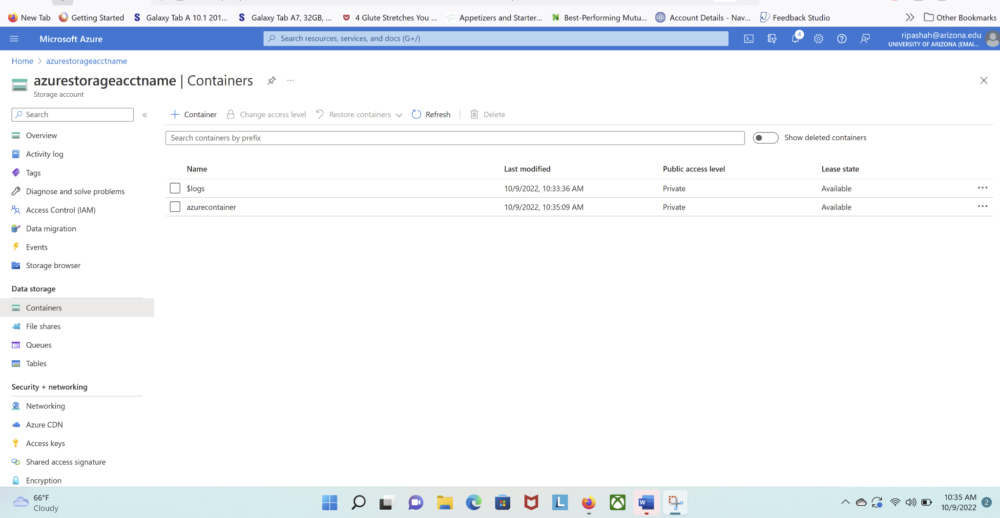 New Tab Getting Started Galaxy Tab A 10.1 201... Galaxy Tab A7, 32GB, ... 4 Glute Stretches You ... Appetizers and Starter... Best-Performing Mutu... Account Details - Nav... Feedback Studio Other Bookmarks
Microsoft Azure Search resources, services, and docs (G+/) 4 ripashah@arizona.edu
UNIVERSITY OF ARIZONA (EMAI...
Home > azurestorageacctname
azurestorageacctname | Containers ...
Storage account
Search « + Container Change access level Restore containers Refresh | Delete
Search containers by prefix Show deleted containers
Name Last modified Public access level Lease state
$logs 10/9/2022, 10:33:36 AM Private Available ...
azurecontainer 10/9/2022, 10:35:09 AM Private Available ...
Overview
Activity log
Tags
Diagnose and solve problems
Access Control (IAM)
Data migration
Events
Storage browser
Data storage
Containers
File shares
Queues
Tables
Security + networking
Networking
Azure CDN
Access keys
Shared access signature
Encryption
66°F
Cloudy
10:35 AM
10/9/2022
2